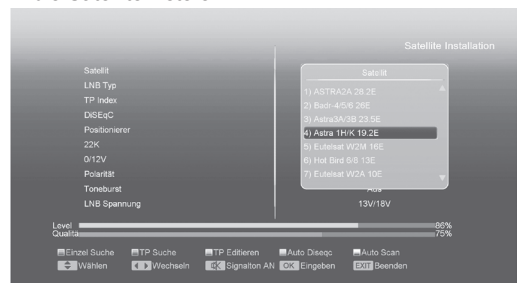 Satellite Installation
Satellit
LNB Typ
TP Index
DiSEqC
Positionierer
22K
0/12V
Polarität
Toneburst
LNB Spannung
Satellit
1) ASTRA2A 28.2E
2) Badr-4/5/6 26E
3) Astra3A/3B 23.5E
4) Astra 1H/K 19.2E
5) Eutelsat W2M 16E
6) Hot Bird 6/8 13E
7) Eutelsat W2A 10E
Aus
13V/18V
Level 86%
Qualita 75%
Einzel Suche TP Suche TP Editieren Auto Diseqc Auto Scan
Wählen Wechseln Signalton AN OK Eingeben EXIT Beenden